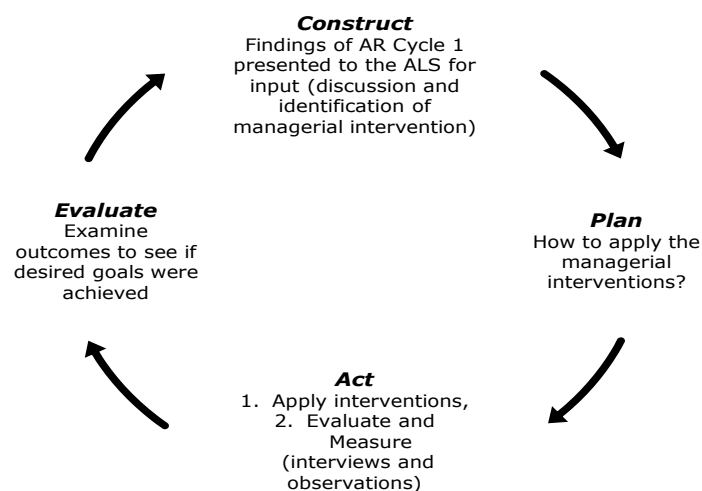 Construct
Findings of AR Cycle 1
presented to the ALS for
input (discussion and
identification of
managerial intervention)
Plan
How to apply the
managerial
interventions?
Act
1. Apply interventions,
2. Evaluate and
Measure
(interviews and
observations)
Evaluate
Examine
outcomes to see if
desired goals were
achieved